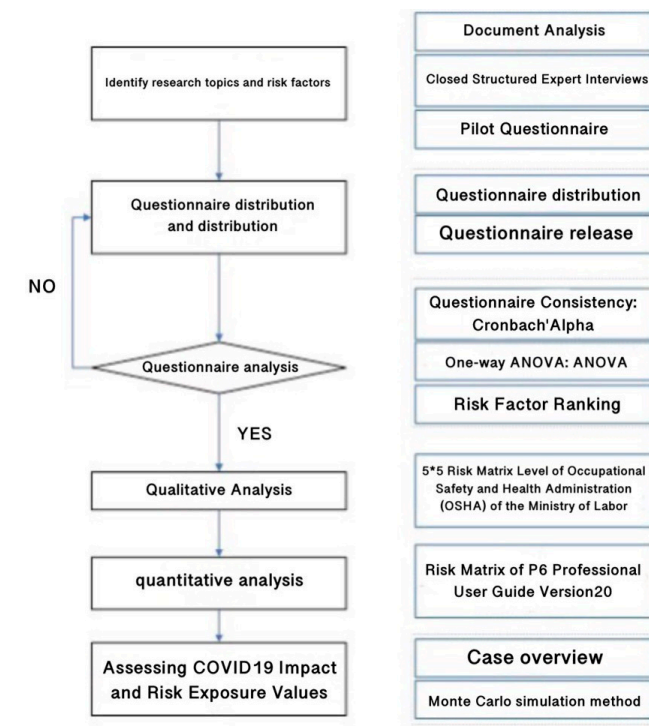 Identify research topics and risk factors
Questionnaire distribution
and distribution
NO
Questionnaire analysis
YES
Qualitative Analysis
quantitative analysis
Assessing COVID19 Impact
and Risk Exposure Values
Document Analysis
Closed Structured Expert Interviews
Pilot Questionnaire
Questionnaire distribution
Questionnaire release
Questionnaire Consistency:
Cronbach'Alpha
One-way ANOVA: ANOVA
Risk Factor Ranking
5*5 Risk Matrix Level of Occupational
Safety and Health Administration
(OSHA) of the Ministry of Labor
Risk Matrix of P6 Professional
User Guide Version20
Case overview
Monte Carlo simulation method